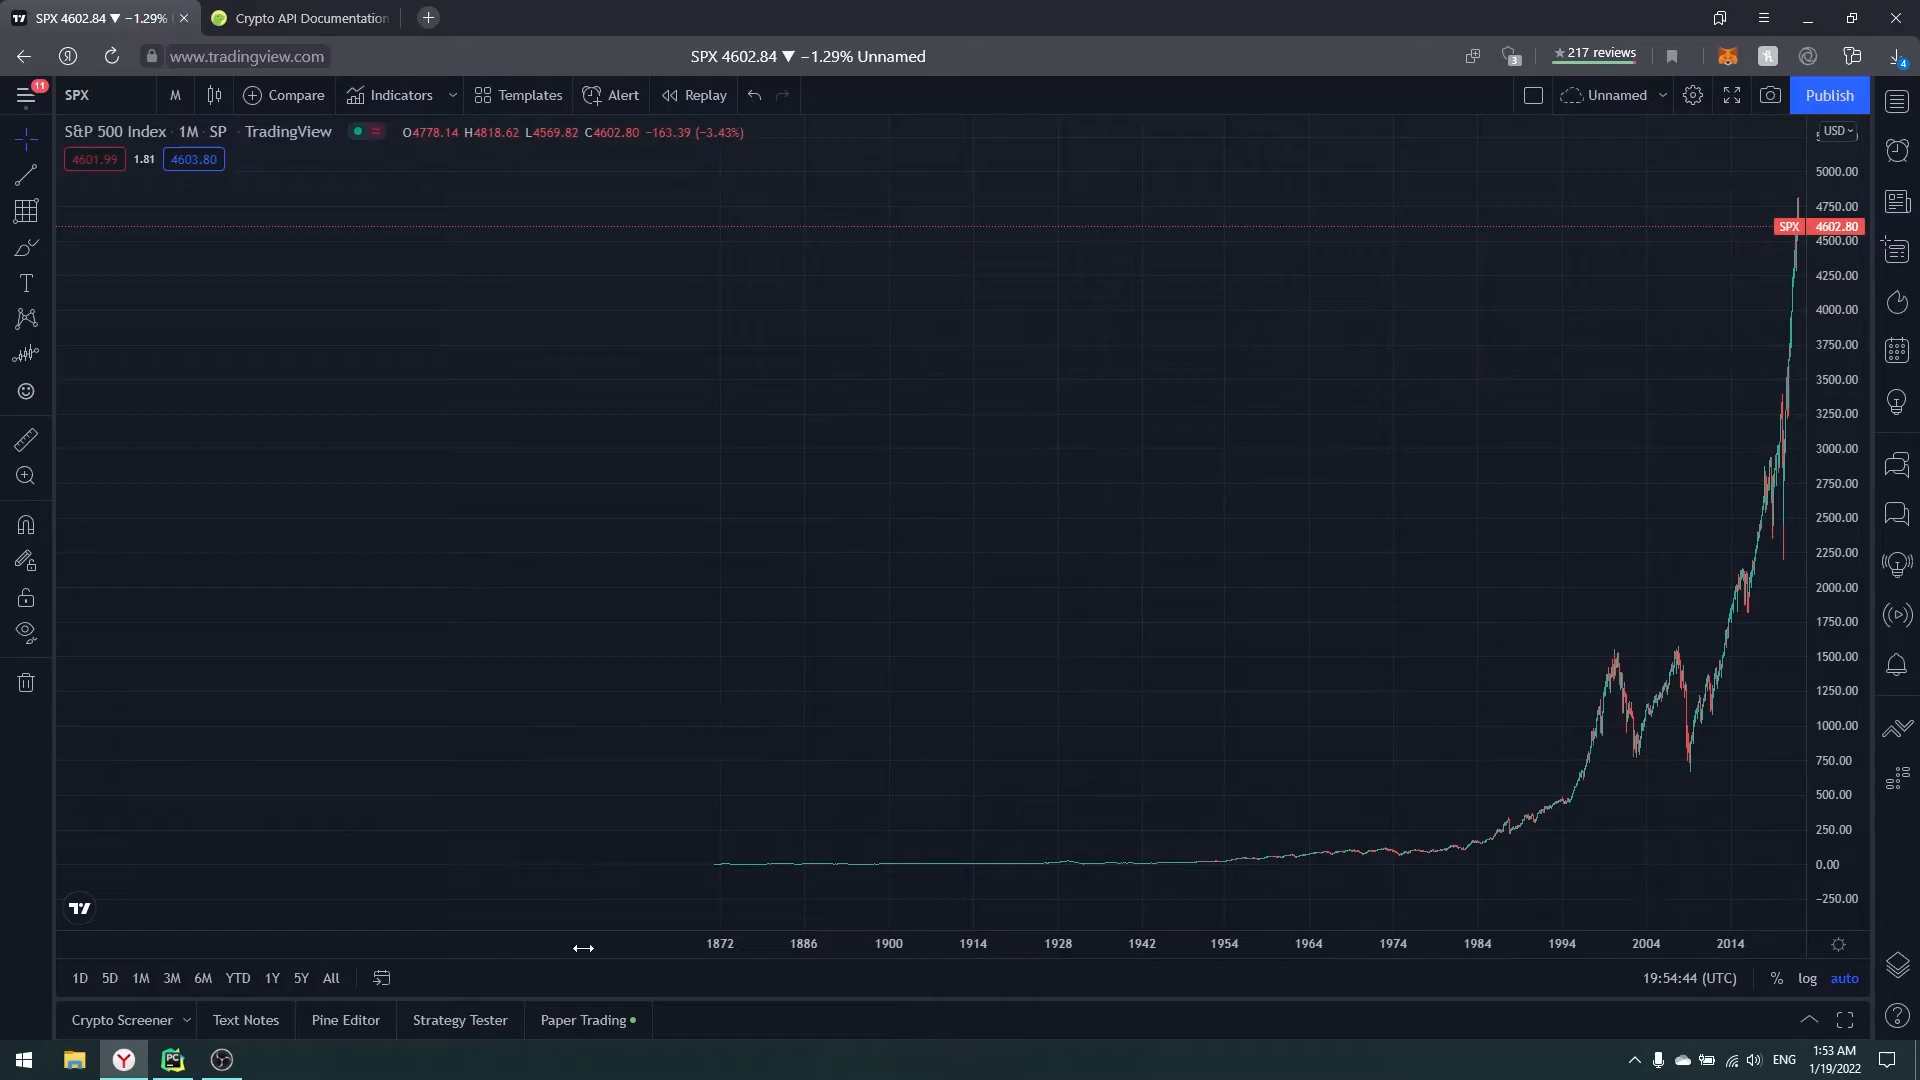 SPX 4602.84 ▼ −1.29%
Crypto API Documentation
www.tradingview.com
SPX 4602.84 ▼ −1.29% Unnamed
3
★ 217 reviews
4
11
SPX
M
Compare
Indicators
Templates
Alert
Replay
Unnamed
Publish
S&P 500 Index · 1M · SP · TradingView
O4778.14 H4818.62 L4569.82 C4602.80 −163.39 (−3.43%)
USD
4601.99 1.81 4603.80
5000.00
4750.00
SPX 4602.80
4500.00
4250.00
4000.00
3750.00
3500.00
3250.00
3000.00
2750.00
2500.00
2250.00
2000.00
1750.00
1500.00
1250.00
1000.00
750.00
500.00
250.00
0.00
−250.00
1872 1886 1900 1914 1928 1942 1954 1964 1974 1984 1994 2004 2014
1D 5D 1M 3M 6M YTD 1Y 5Y All
19:54:44 (UTC) % log auto
Crypto Screener Text Notes Pine Editor Strategy Tester Paper Trading
PC
ENG
1:53 AM
1/19/2022